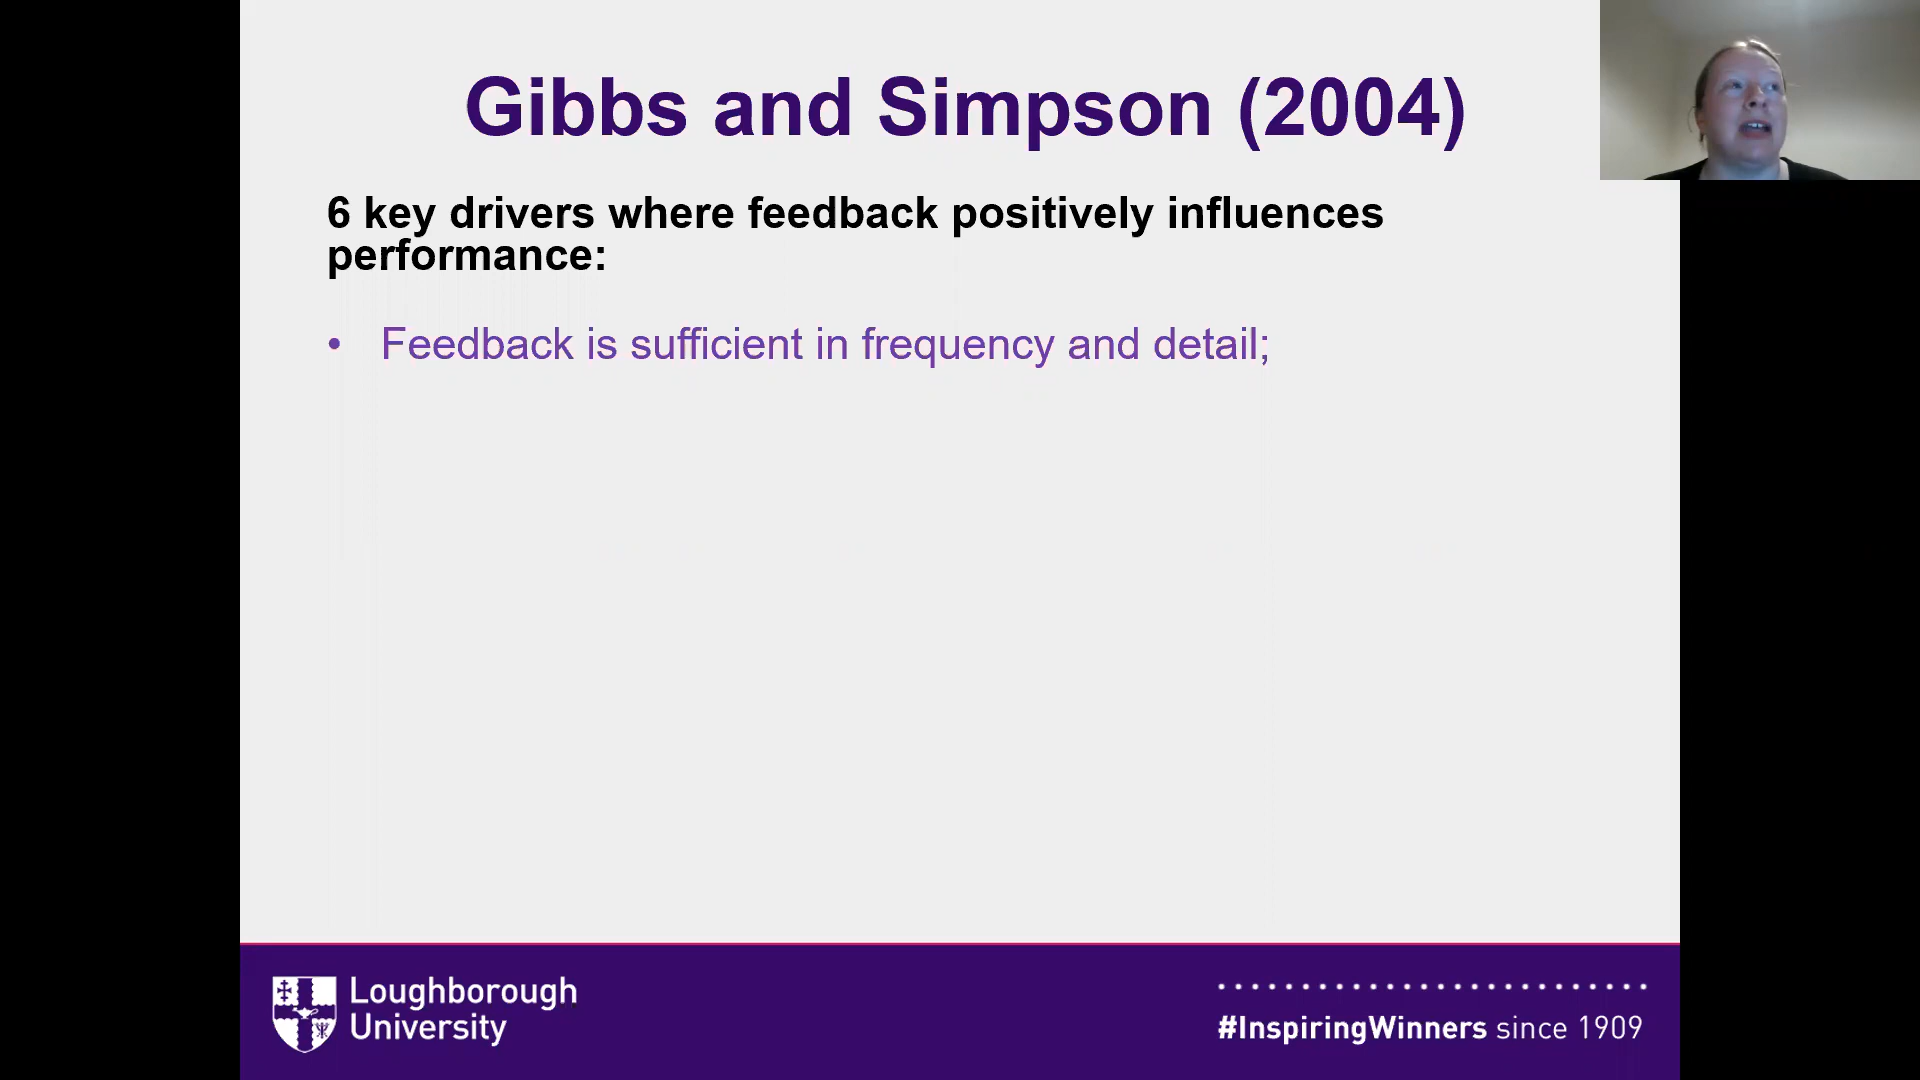 Gibbs and Simpson (2004)
6 key drivers where feedback positively influences
performance:
• Feedback is sufficient in frequency and detail;
Loughborough
University
#InspiringWinners since 1909